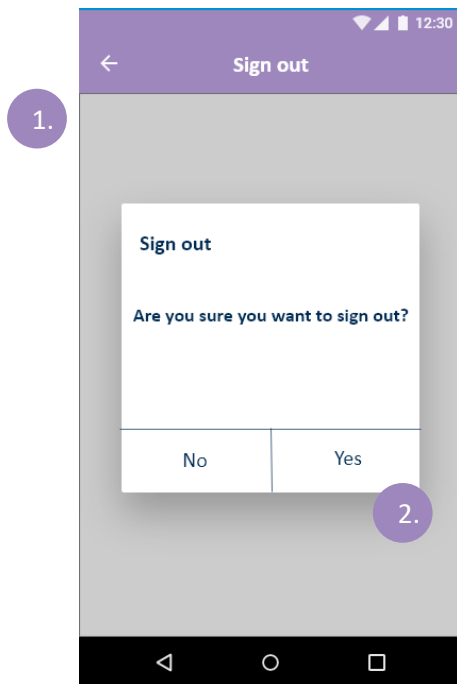 12:30
Sign out
1.
Sign out
Are you sure you want to sign out?
No Yes
2.